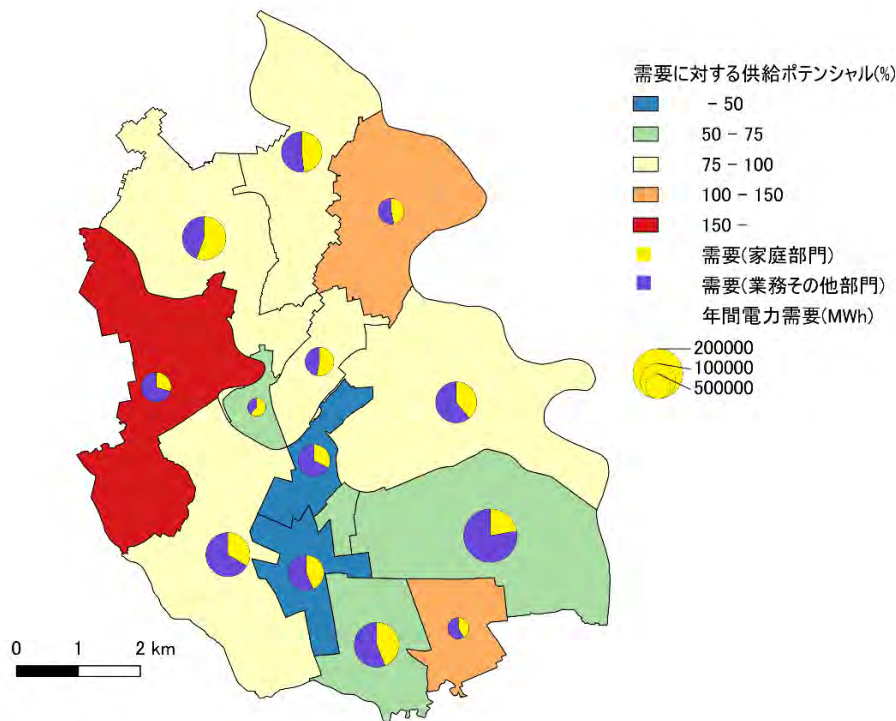 需要に対する供給ポテンシャル(%)
- 50
50 - 75
75 - 100
100 - 150
150 -
需要(家庭部門)
需要(業務その他部門)
年間電力需要(MWh)
200000
100000
500000
0 1 2 km